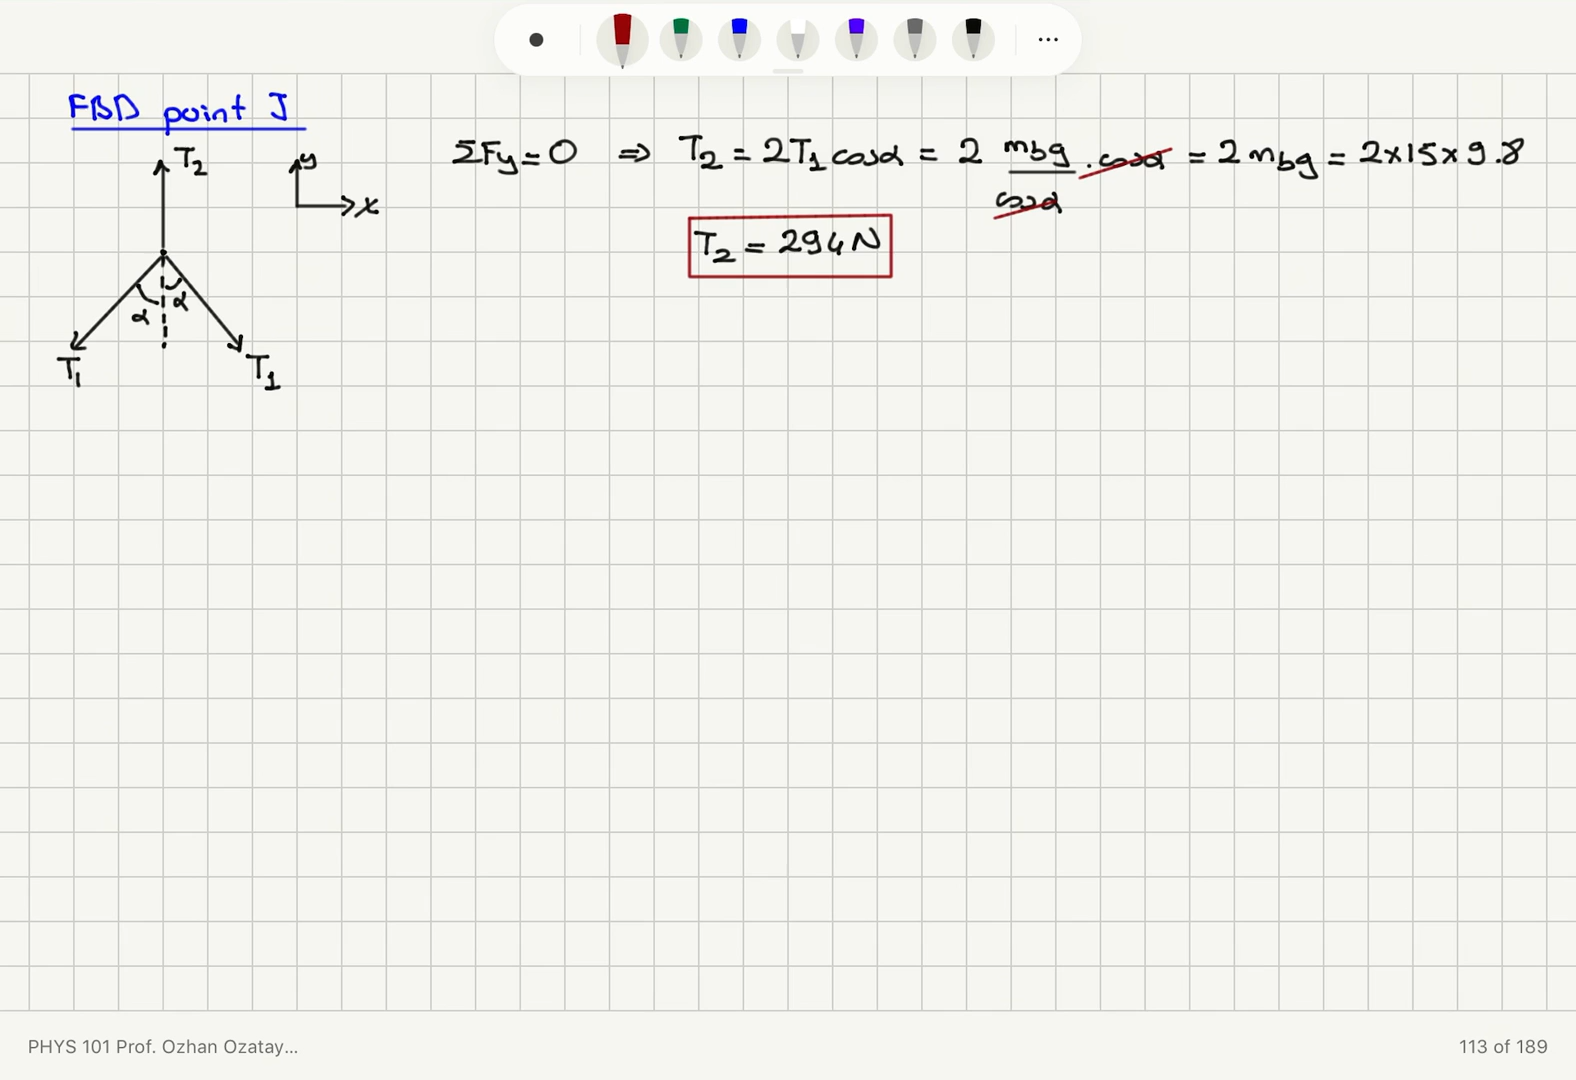 FBD point J
T₂
y
x
α
α
T₁
T₁
ΣFy = 0 ⇒ T₂ = 2T₁ cosα = 2 mbg/cosα . cosα = 2 mbg = 2×15×9.8
T₂ = 294 N
PHYS 101 Prof. Ozhan Ozatay...
113 of 189